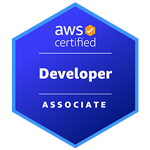 aws
certified
Developer
ASSOCIATE